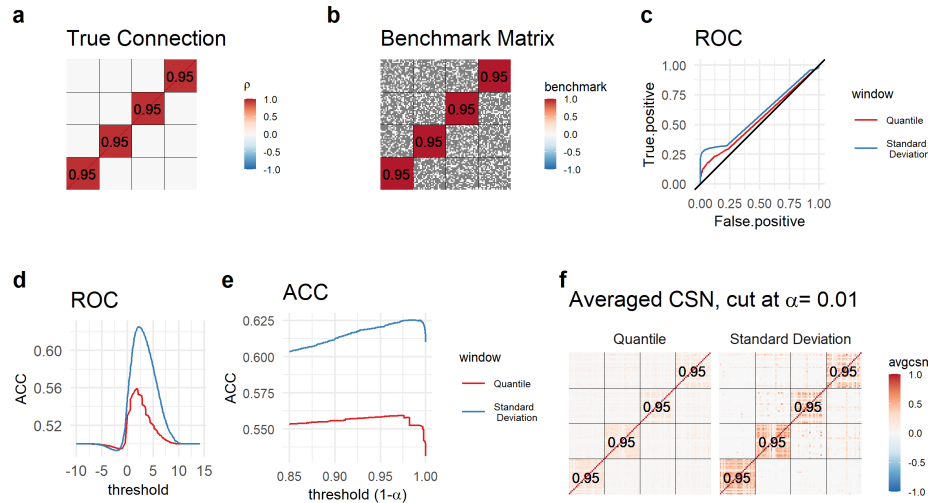 a
True Connection
0.95
0.95
0.95
0.95
ρ
1.0
0.5
0.0
-0.5
-1.0
b
Benchmark Matrix
0.95
0.95
0.95
0.95
benchmark
1.0
0.5
0.0
-0.5
-1.0
c
ROC
True.positive
1.00
0.75
0.50
0.25
0.00
0.00 0.25 0.50 0.75 1.00
False.positive
window
Quantile
Standard
Deviation
d
ROC
ACC
0.60
0.56
0.52
-10 -5 0 5 10 15
threshold
e
ACC
ACC
0.625
0.600
0.575
0.550
0.85 0.90 0.95 1.00
threshold (1-α)
window
Quantile
Standard
Deviation
f
Averaged CSN, cut at α= 0.01
Quantile
0.95
0.95
0.95
0.95
Standard Deviation
0.95
0.95
0.95
0.95
avgcsn
1.0
0.5
0.0
-0.5
-1.0